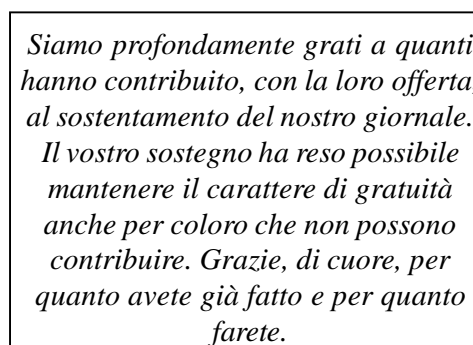 Siamo profondamente grati a quanti
hanno contribuito, con la loro offerta,
al sostentamento del nostro giornale.
Il vostro sostegno ha reso possibile
mantenere il carattere di gratuità
anche per coloro che non possono
contribuire. Grazie, di cuore, per
quanto avete già fatto e per quanto
farete.